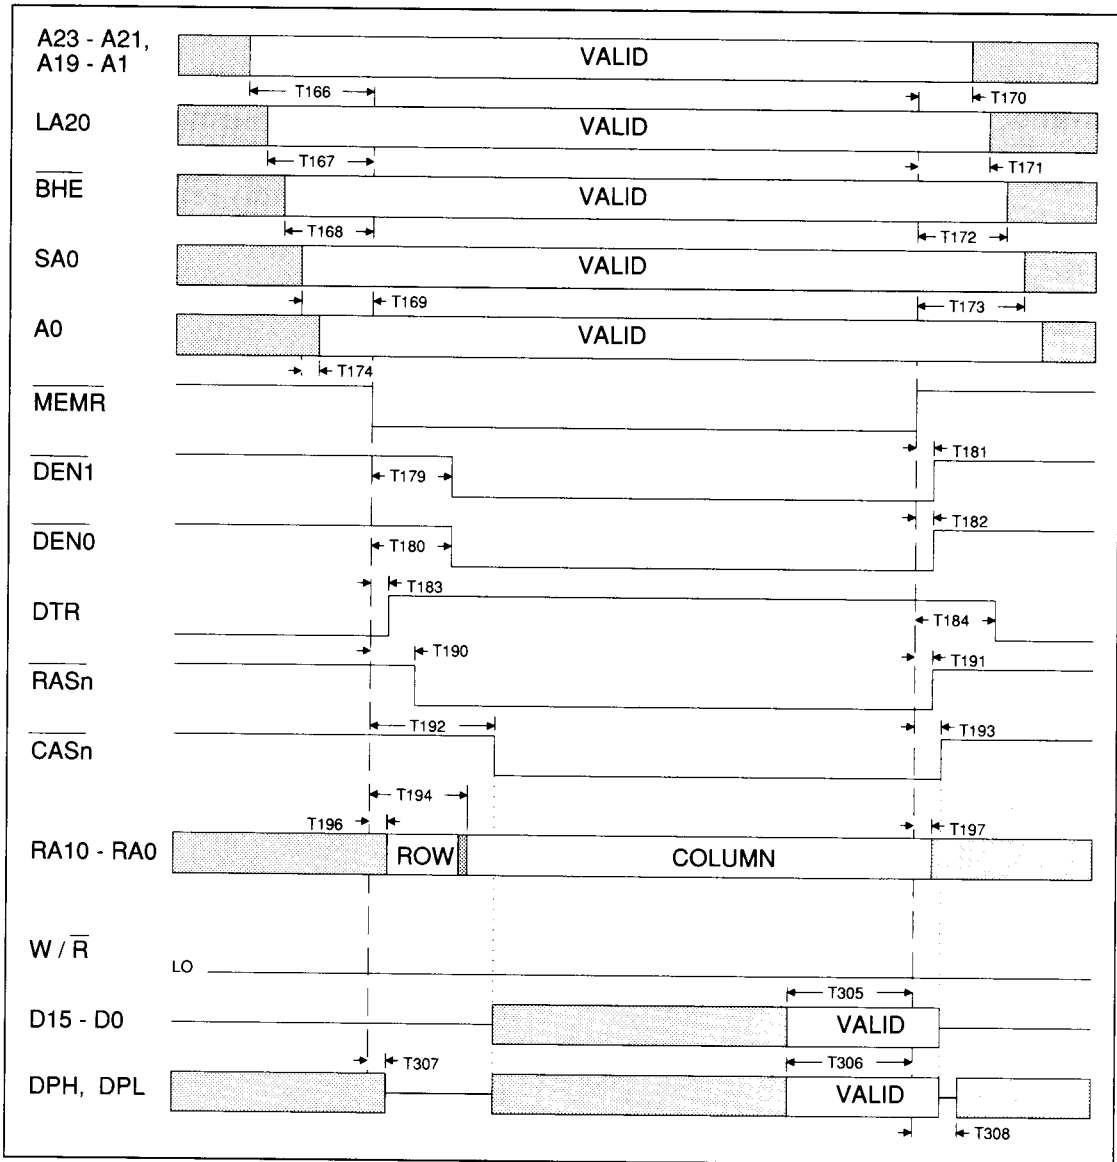 A23 - A21,
A19 - A1
VALID
T166
T170
LA20
VALID
T167
T171
BHE
VALID
T168
T172
SA0
VALID
T169
T173
A0
VALID
T174
MEMR
T181
DEN1
T179
T182
DEN0
T180
T183
DTR
T184
T190
T191
RASn
T192
T193
CASn
T194
T196
T197
RA10 - RA0
ROW
COLUMN
W / R
LO
T305
D15 - D0
VALID
T307
T306
DPH, DPL
VALID
T308